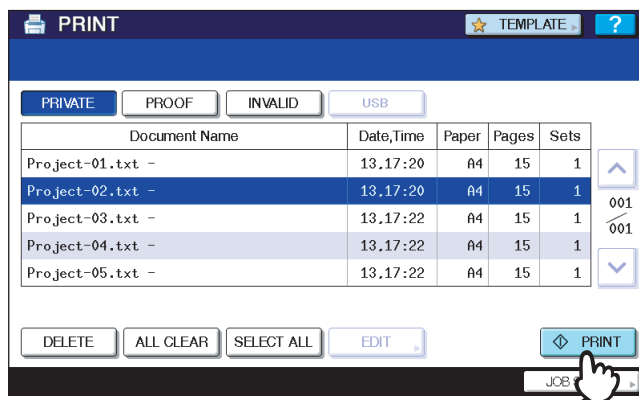 PRINT TEMPLATE ?
PRIVATE PROOF INVALID USB
Document Name Date,Time Paper Pages Sets
Project-01.txt - 13,17:20 A4 15 1
Project-02.txt - 13,17:20 A4 15 1
Project-03.txt - 13,17:22 A4 15 1
Project-04.txt - 13,17:22 A4 15 1
Project-05.txt - 13,17:22 A4 15 1
001
001
DELETE ALL CLEAR SELECT ALL EDIT PRINT
JOB